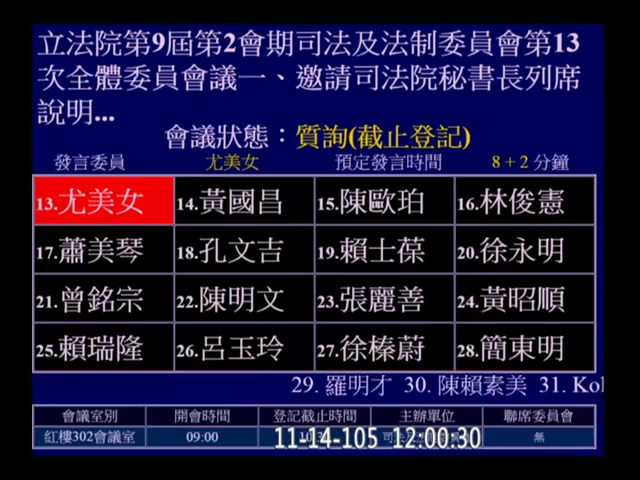 立法院第9屆第2會期司法及法制委員會第13
次全體委員會議一、邀請司法院秘書長列席
說明...
會議狀態：質詢(截止登記)
發言委員 尤美女 預定發言時間 8 + 2 分鐘
13.尤美女 14.黃國昌 15.陳歐珀 16.林俊憲
17.蕭美琴 18.孔文吉 19.賴士葆 20.徐永明
21.曾銘宗 22.陳明文 23.張麗善 24.黃昭順
25.賴瑞隆 26.呂玉玲 27.徐榛蔚 28.簡東明
29. 羅明才 30. 陳賴素美 31. Kol
會議室別 開會時間 登記截止時間 主辦單位 聯席委員會
紅樓302會議室 09:00 無
11-14-105 12:00:30